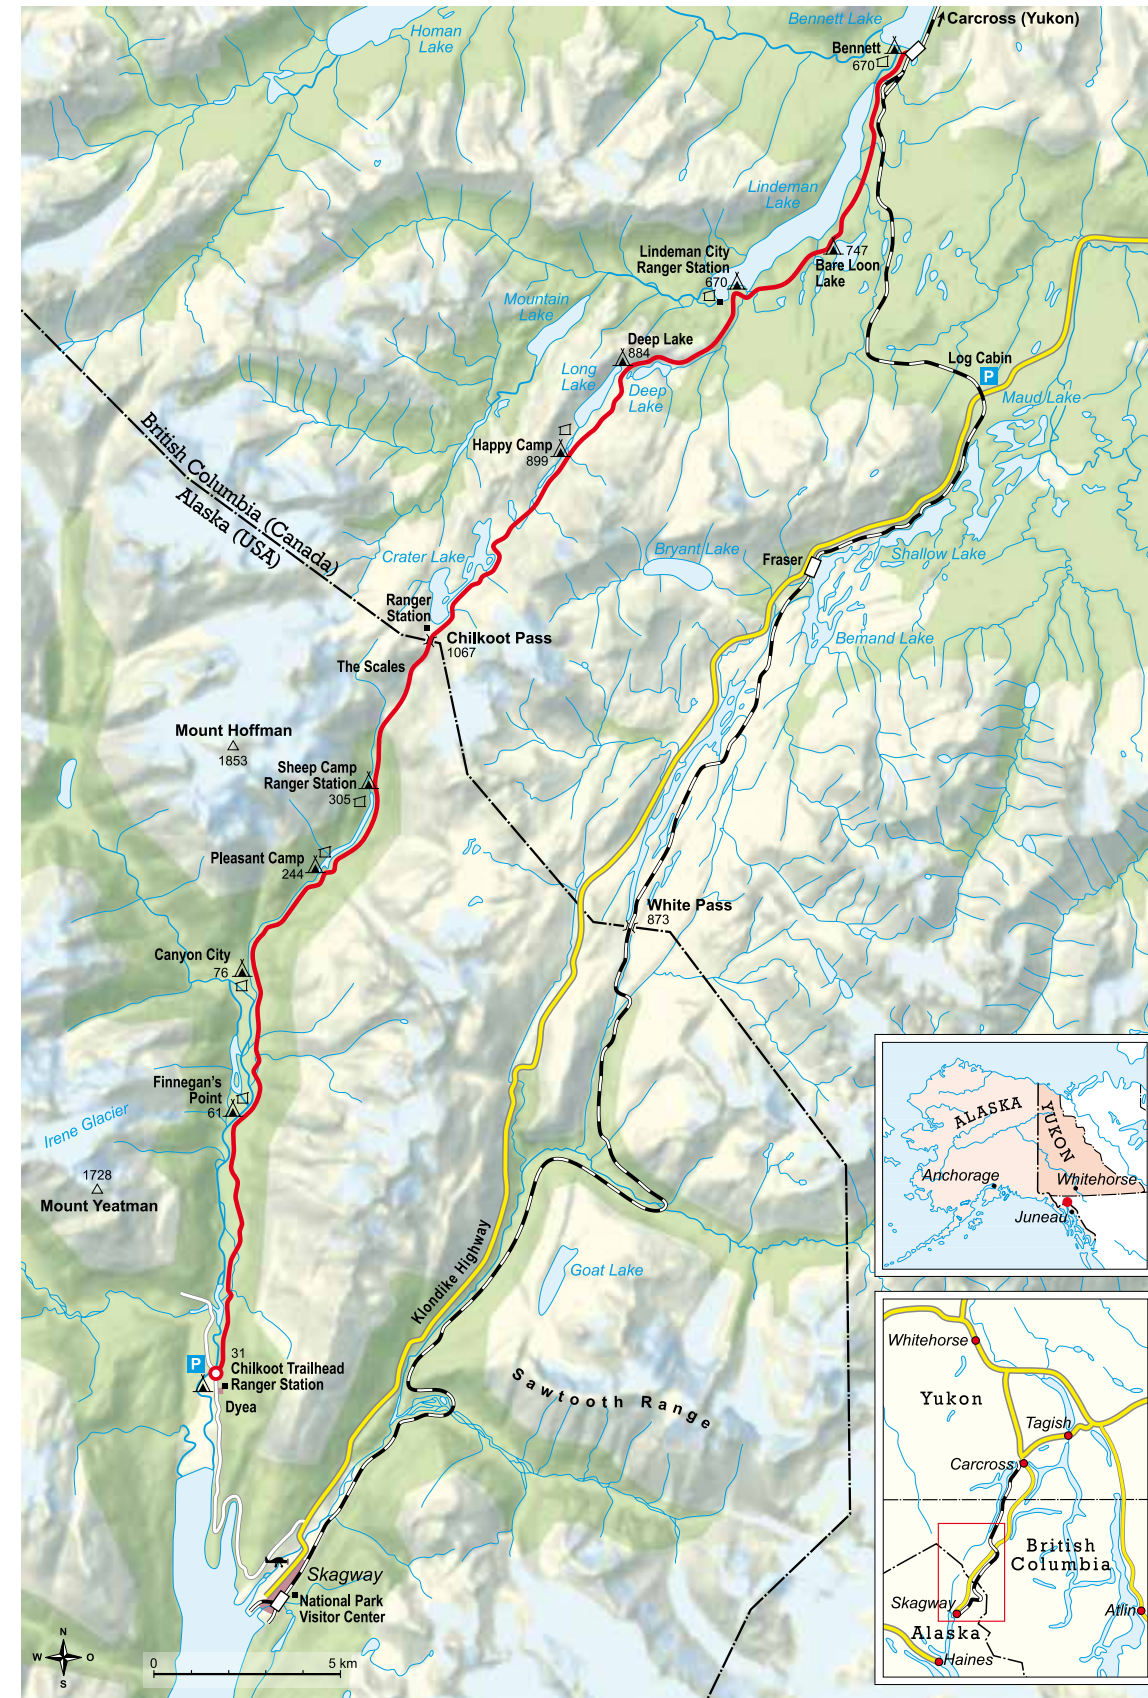 Homan
Lake
Bennett Lake
Carcross (Yukon)
Bennett
670
Lindeman
Lake
Lindeman City
Ranger Station
670
747
Bare Loon
Lake
Mountain
Lake
Deep Lake
884
Long
Lake
Deep
Lake
Log Cabin
P
Maud Lake
Happy Camp
899
British Columbia (Canada)
Alaska (USA)
Crater Lake
Bryant Lake
Fraser
Shallow Lake
Ranger
Station
Chilkoot Pass
1067
Bernand Lake
The Scales
Mount Hoffman
1853
Sheep Camp
Ranger Station
305
Pleasant Camp
244
White Pass
873
Canyon City
76
Finnegan's
Point
61
Irene Glacier
1728
Mount Yeatman
Klondike Highway
Goat Lake
31
P
Chilkoot Trailhead
Ranger Station
Dyea
Sawtooth Range
Skagway
National Park
Visitor Center
N
W
O
S
0
5 km
ALASKA
YUKON
Anchorage
Whitehorse
Juneau
Whitehorse
Yukon
Tagish
Carcross
British
Columbia
Skagway
Atlin
Alaska
Haines